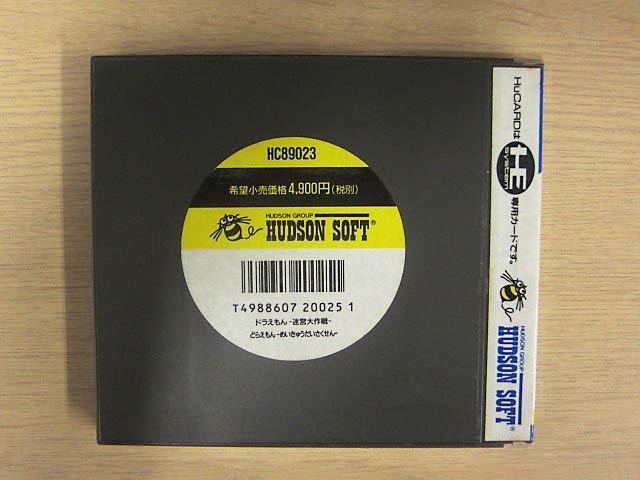 HC89023
希望小売価格4,900円(税別)
HUDSON GROUP
HUDSON SOFT®
T4988607 20025 1
ドラえもん-迷宮大作戦-
どらえもん-めいきゅうだいさくせん-
HuCARDは
HE
system
専用カードです。
HUDSON GROUP
HUDSON SOFT®